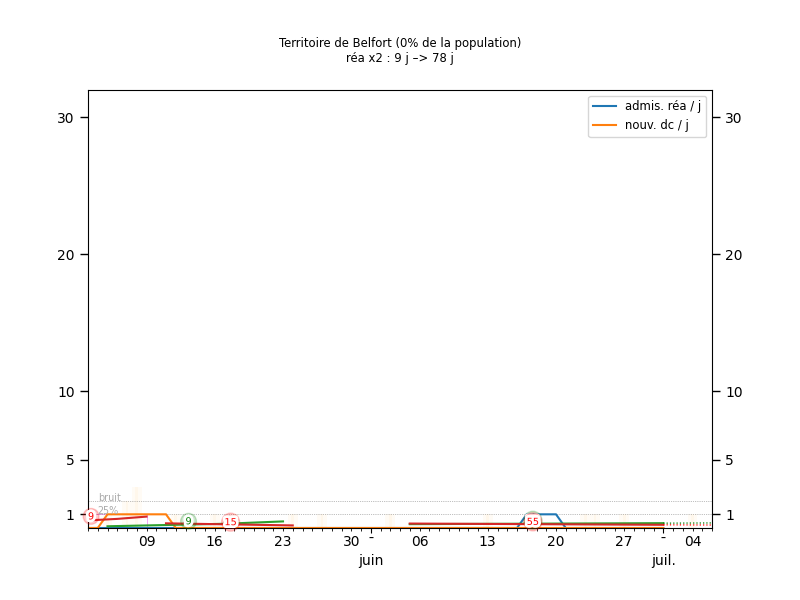 Territoire de Belfort (0% de la population)
réa x2 : 9 j –> 78 j
admis. réa / j
nouv. dc / j
30 30
20 20
10 10
5 5
bruit
25%
1 1
9 9 15 55
09 16 23 30 - 06 13 20 27 - 04
juin juil.